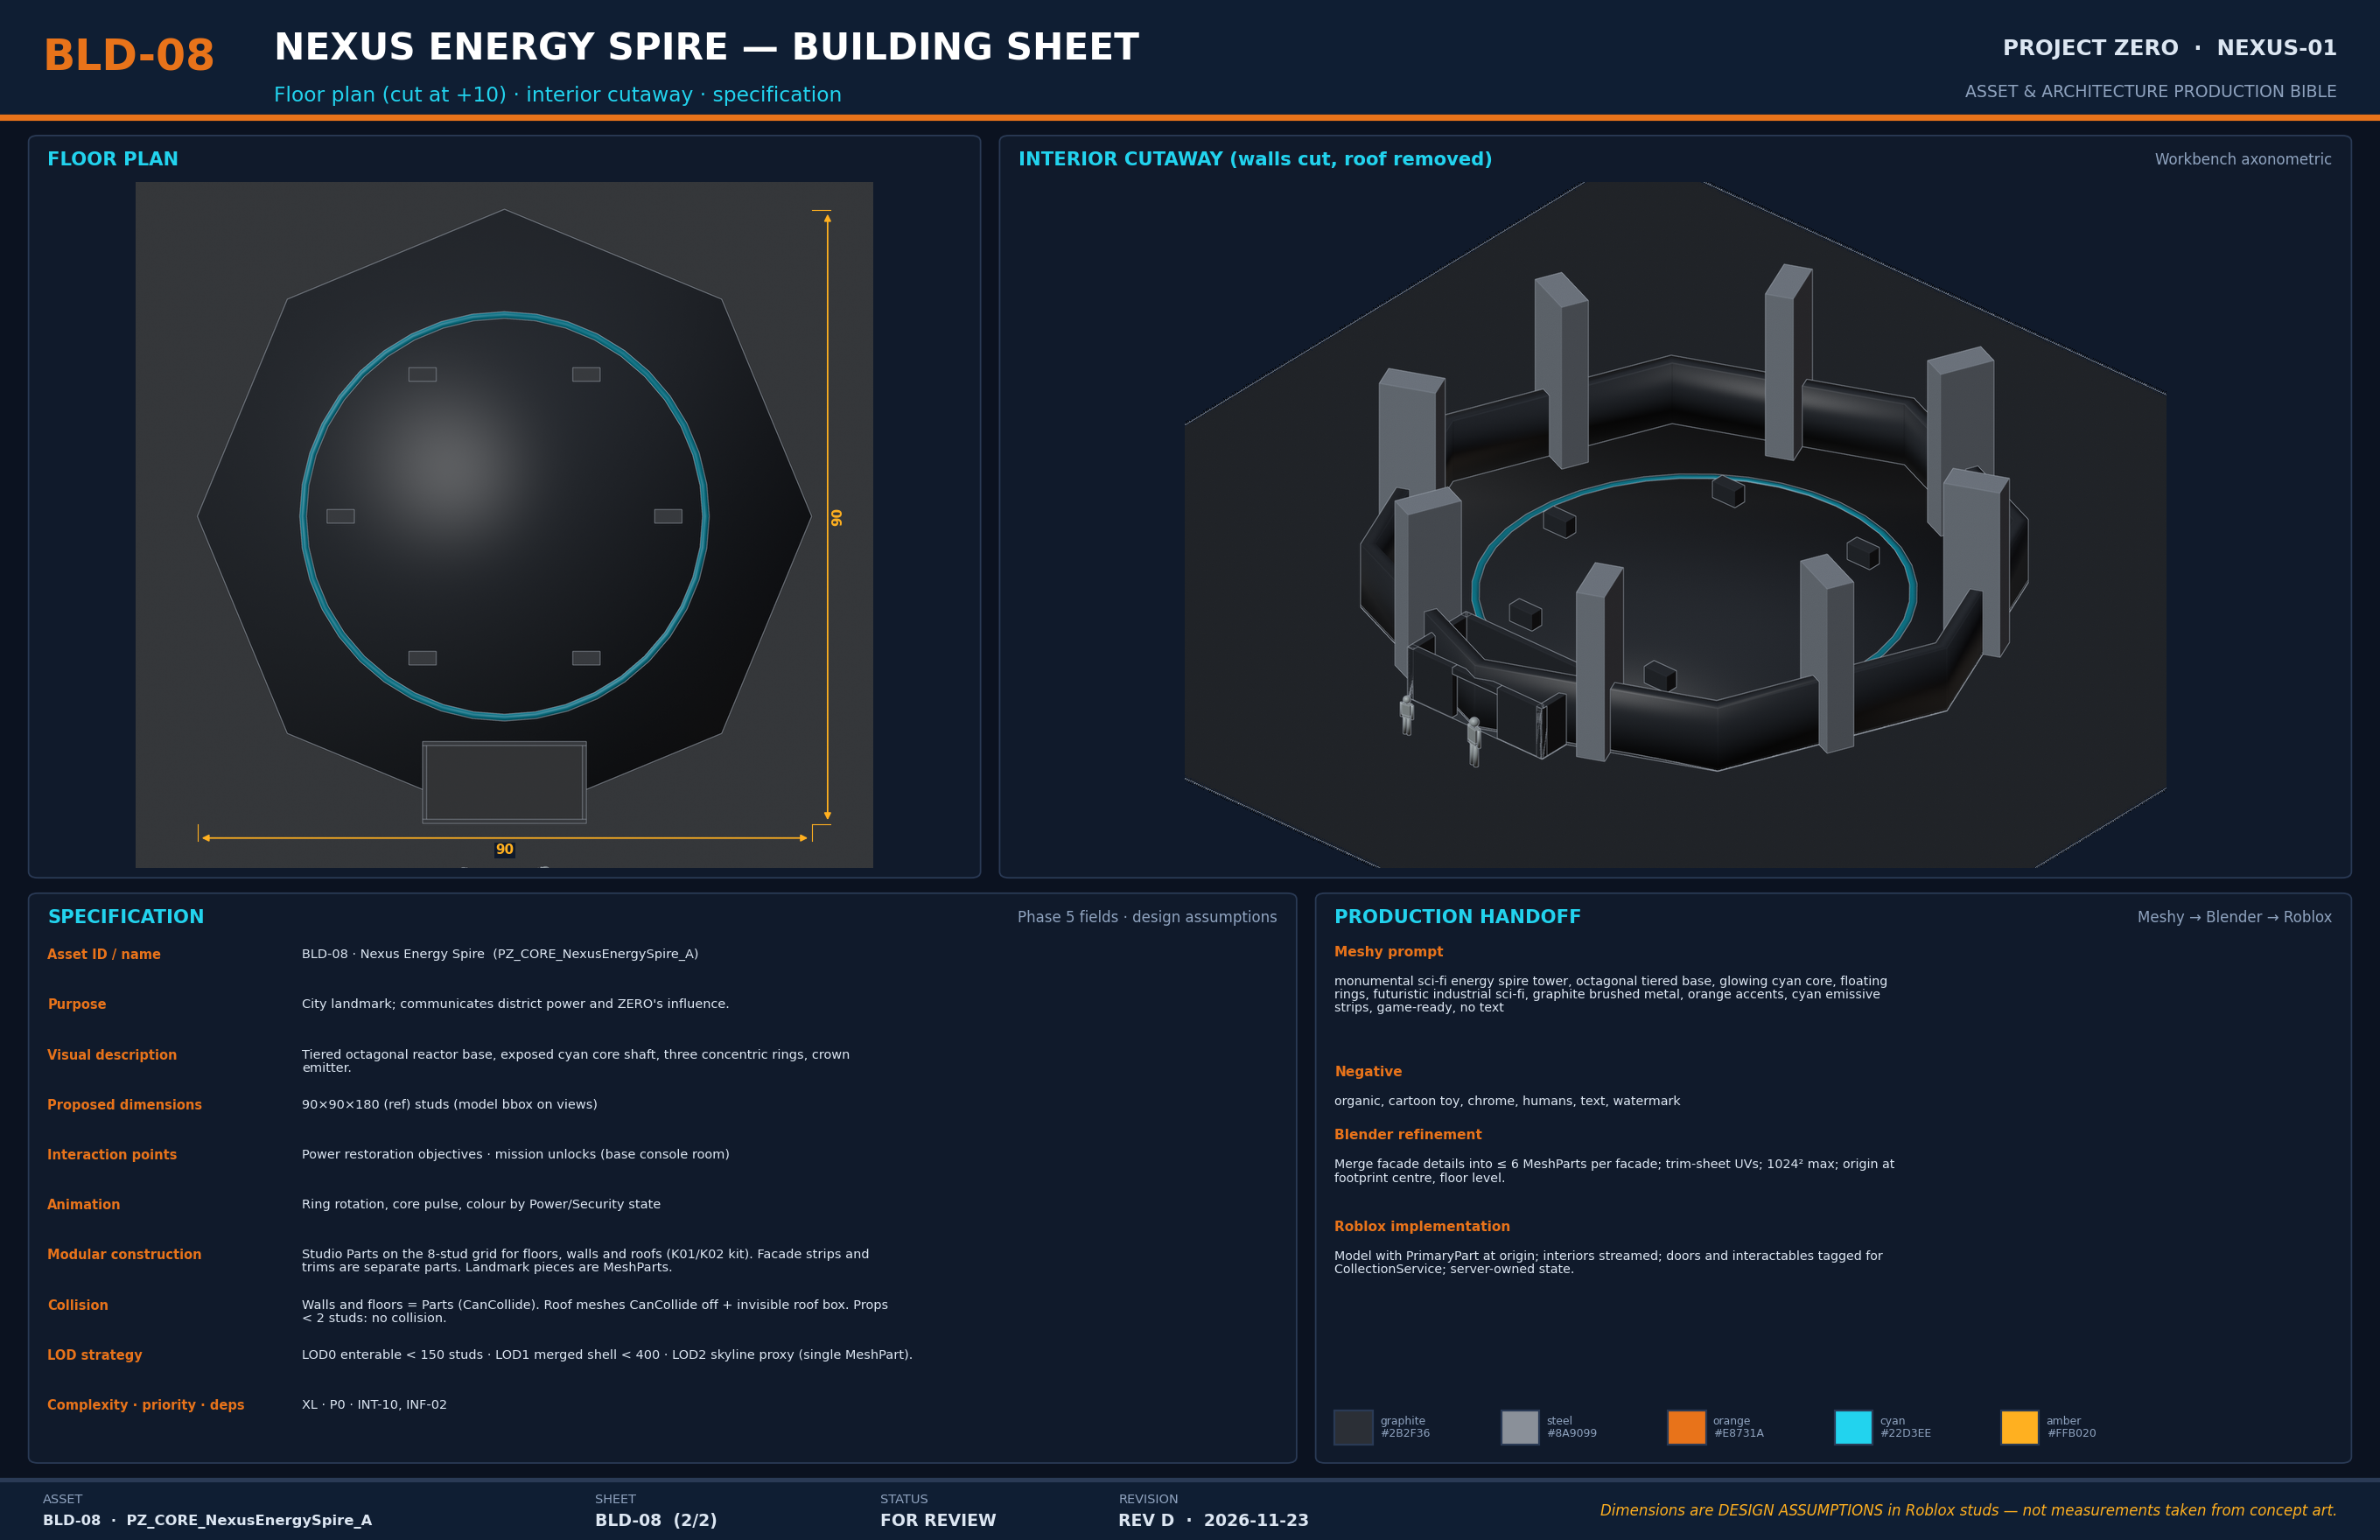 BLD-08
NEXUS ENERGY SPIRE — BUILDING SHEET
Floor plan (cut at +10) · interior cutaway · specification
PROJECT ZERO · NEXUS-01
ASSET & ARCHITECTURE PRODUCTION BIBLE
FLOOR PLAN
90
90
INTERIOR CUTAWAY (walls cut, roof removed)
Workbench axonometric
SPECIFICATION
Phase 5 fields · design assumptions
Asset ID / name
BLD-08 · Nexus Energy Spire (PZ_CORE_NexusEnergySpire_A)
Purpose
City landmark; communicates district power and ZERO's influence.
Visual description
Tiered octagonal reactor base, exposed cyan core shaft, three concentric rings, crown
emitter.
Proposed dimensions
90×90×180 (ref) studs (model bbox on views)
Interaction points
Power restoration objectives · mission unlocks (base console room)
Animation
Ring rotation, core pulse, colour by Power/Security state
Modular construction
Studio Parts on the 8-stud grid for floors, walls and roofs (K01/K02 kit). Facade strips and
trims are separate parts. Landmark pieces are MeshParts.
Collision
Walls and floors = Parts (CanCollide). Roof meshes CanCollide off + invisible roof box. Props
< 2 studs: no collision.
LOD strategy
LOD0 enterable < 150 studs · LOD1 merged shell < 400 · LOD2 skyline proxy (single MeshPart).
Complexity · priority · deps
XL · P0 · INT-10, INF-02
PRODUCTION HANDOFF
Meshy → Blender → Roblox
Meshy prompt
monumental sci-fi energy spire tower, octagonal tiered base, glowing cyan core, floating
rings, futuristic industrial sci-fi, graphite brushed metal, orange accents, cyan emissive
strips, game-ready, no text
Negative
organic, cartoon toy, chrome, humans, text, watermark
Blender refinement
Merge facade details into ≤ 6 MeshParts per facade; trim-sheet UVs; 1024² max; origin at
footprint centre, floor level.
Roblox implementation
Model with PrimaryPart at origin; interiors streamed; doors and interactables tagged for
CollectionService; server-owned state.
graphite
#2B2F36
steel
#8A9099
orange
#E8731A
cyan
#22D3EE
amber
#FFB020
ASSET
BLD-08 · PZ_CORE_NexusEnergySpire_A
SHEET
BLD-08 (2/2)
STATUS
FOR REVIEW
REVISION
REV D · 2026-11-23
Dimensions are DESIGN ASSUMPTIONS in Roblox studs — not measurements taken from concept art.